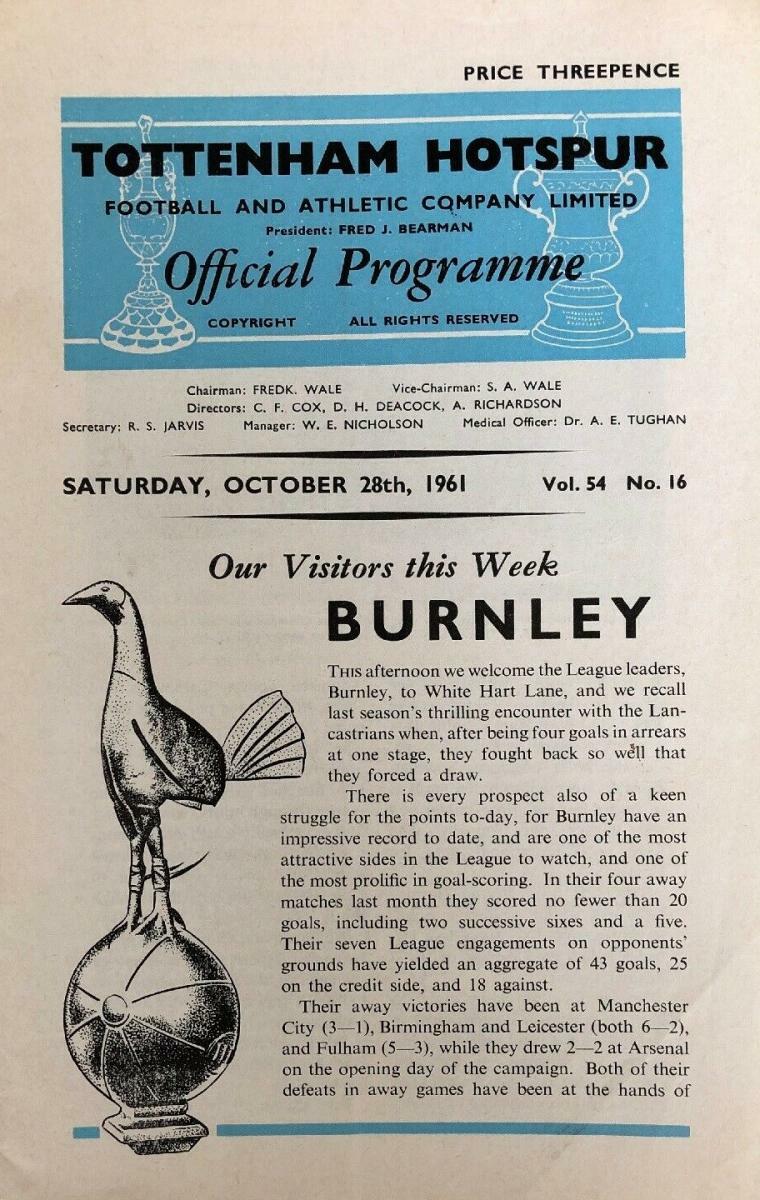 PRICE THREEPENCE
TOTTENHAM HOTSPUR
FOOTBALL AND ATHLETIC COMPANY LIMITED
President: FRED J. BEARMAN
Official Programme
COPYRIGHT ALL RIGHTS RESERVED
Chairman: FREDK. WALE Vice-Chairman: S. A. WALE
Directors: C. F. COX, D. H. DEACOCK, A. RICHARDSON
Secretary: R. S. JARVIS Manager: W. E. NICHOLSON Medical Officer: Dr. A. E. TUGHAN
SATURDAY, OCTOBER 28th, 1961 Vol. 54 No. 16
Our Visitors this Week
BURNLEY
THIS afternoon we welcome the League leaders,
Burnley, to White Hart Lane, and we recall
last season's thrilling encounter with the Lan-
castrians when, after being four goals in arrears
at one stage, they fought back so well that
they forced a draw.
There is every prospect also of a keen
struggle for the points to-day, for Burnley have an
impressive record to date, and are one of the most
attractive sides in the League to watch, and one of
the most prolific in goal-scoring. In their four away
matches last month they scored no fewer than 20
goals, including two successive sixes and a five.
Their seven League engagements on opponents'
grounds have yielded an aggregate of 43 goals, 25
on the credit side, and 18 against.
Their away victories have been at Manchester
City (3—1), Birmingham and Leicester (both 6—2),
and Fulham (5—3), while they drew 2—2 at Arsenal
on the opening day of the campaign. Both of their
defeats in away games have been at the hands of